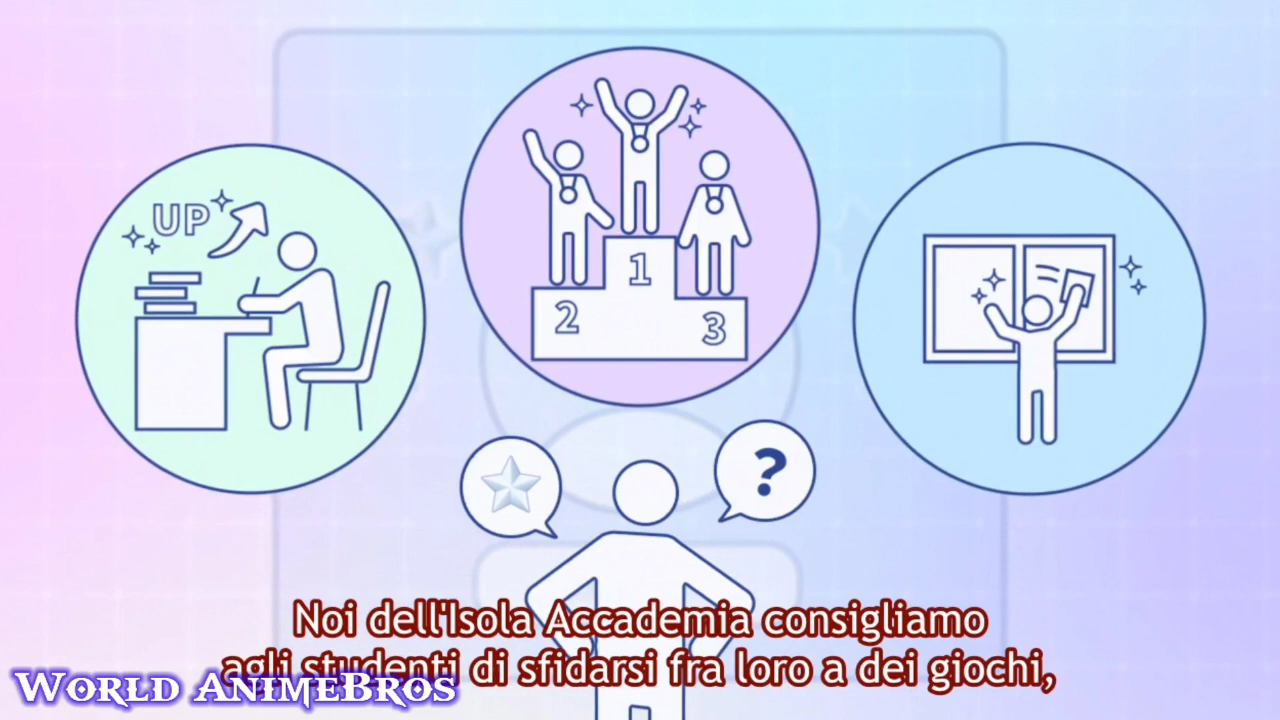 UP
1
2
3
?
Noi dell'Isola Accademia consigliamo
agli studenti di sfidarsi fra loro a dei giochi,
World AnimeBros